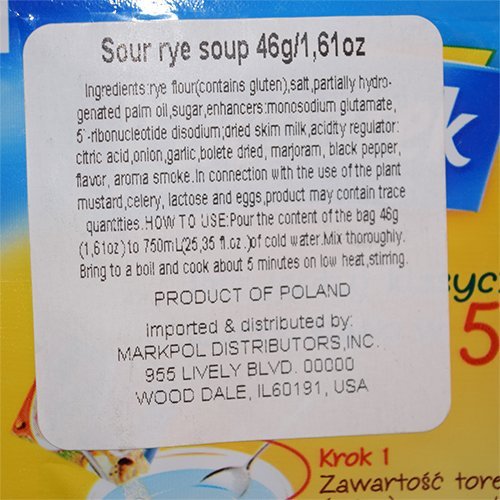 Sour rye soup 46g/1,61oz
Ingredients:rye flour(contains gluten),salt,partially hydro-
genated palm oil,sugar,enhancers:monosodium glutamate,
5'-ribonucleotide disodium;dried skim milk,acidity regulator:
citric acid,onion,garlic,bolete dried, marjoram, black pepper,
flavor, aroma smoke.In connection with the use of the plant
mustard,celery, lactose and eggs,product may contain trace
quantities.HOW TO USE:Pour the content of the bag 46g
(1,61oz) to 750mL(25,35 fl.oz.)of cold water.Mix thoroughly.
Bring to a boil and cook about 5 minutes on low heat,stirring.
PRODUCT OF POLAND
imported & distributed by:
MARKPOL DISTRIBUTORS,INC.
955 LIVELY BLVD. 00000
WOOD DALE, IL60191, USA
5
Krok 1
Zawartość